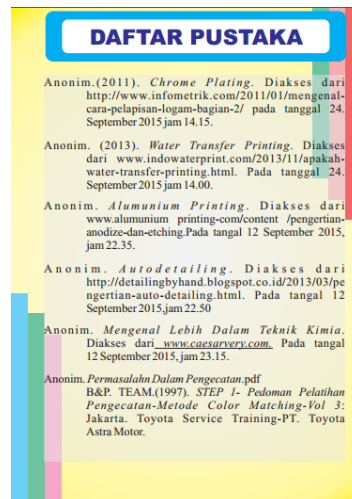 DAFTAR PUSTAKA
Anonim.(2011). Chrome Plating. Diakses dari
http://www.infometrik.com/2011/01/mengenal-
cara-pelapisan-logam-bagian-2/ pada tanggal 24.
September 2015 jam 14.15.
Anonim. (2013). Water Transfer Printing. Diakses
dari www.indowaterprint.com/2013/11/apakah-
water-transfer-printing.html. Pada tanggal 24.
September 2015 jam 14.00.
Anonim. Alumunium Printing. Diakses dari
www.alumunium printing-com/content /pengertian-
anodize-dan-etching.Pada tangal 12 September 2015,
jam 22.35.
Anonim. Autodetailing. Diakses dari
http://detailingbyhand.blogspot.co.id/2013/03/pe
ngertian-auto-detailing.html. Pada tangal 12
September 2015,jam 22.50
Anonim. Mengenal Lebih Dalam Teknik Kimia.
Diakses dari www.caesarvery.com. Pada tangal
12 September 2015, jam 23.15.
Anonim. Permasalahn Dalam Pengecatan.pdf
B&P. TEAM.(1997). STEP 1- Pedoman Pelatihan
Pengecatan-Metode Color Matching-Vol 3:
Jakarta. Toyota Service Training-PT. Toyota
Astra Motor.